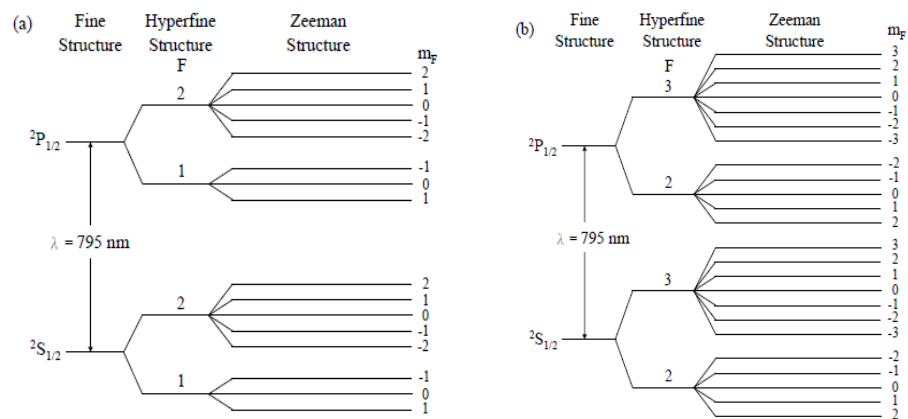 (a)
Fine Structure
Hyperfine Structure
Zeeman Structure
F
m_F
2
2
1
0
-1
-2
²P₁/₂
1
-1
0
1
λ = 795 nm
2
2
1
0
-1
-2
²S₁/₂
1
-1
0
1
(b)
Fine Structure
Hyperfine Structure
Zeeman Structure
F
m_F
3
3
2
1
0
-1
-2
-3
²P₁/₂
2
-2
-1
0
1
2
λ = 795 nm
3
3
2
1
0
-1
-2
-3
²S₁/₂
2
-2
-1
0
1
2